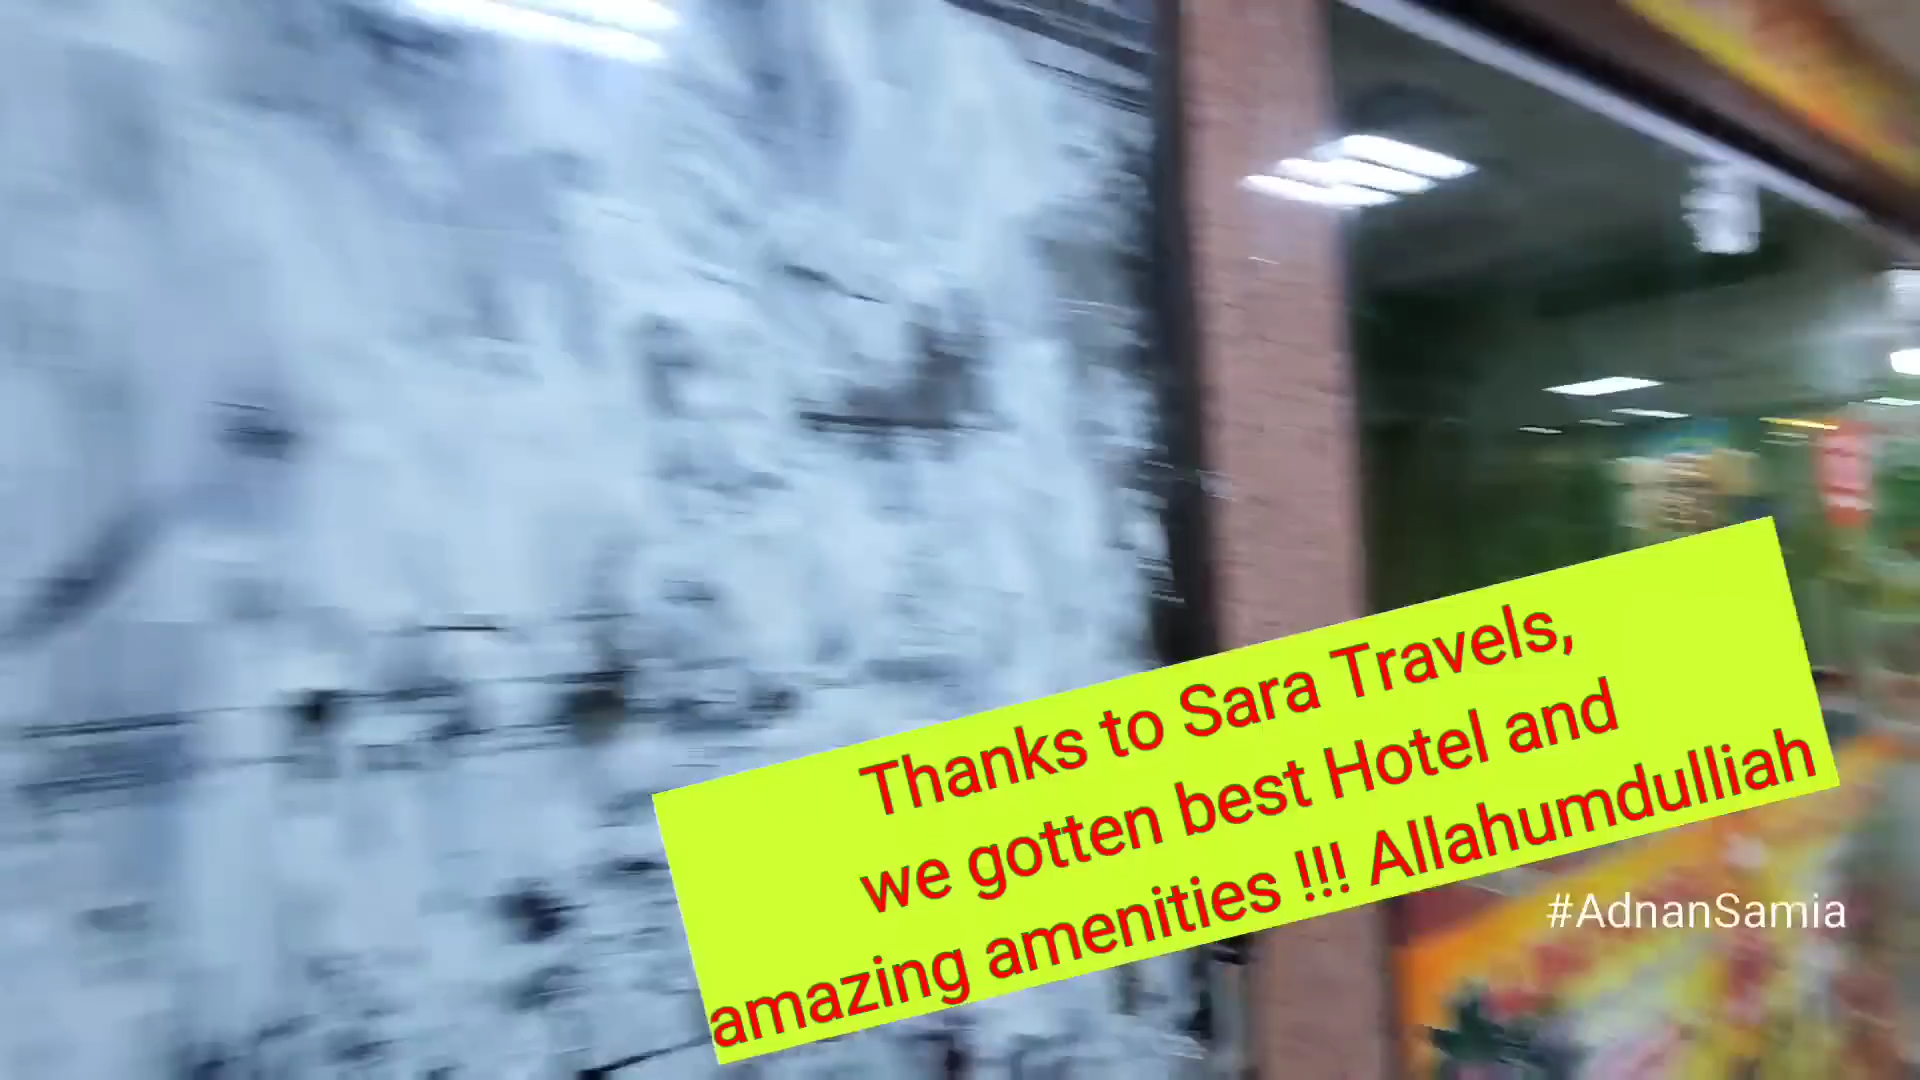 Thanks to Sara Travels,
we gotten best Hotel and
amazing amenities !!! Allahumdulliah
#AdnanSamia